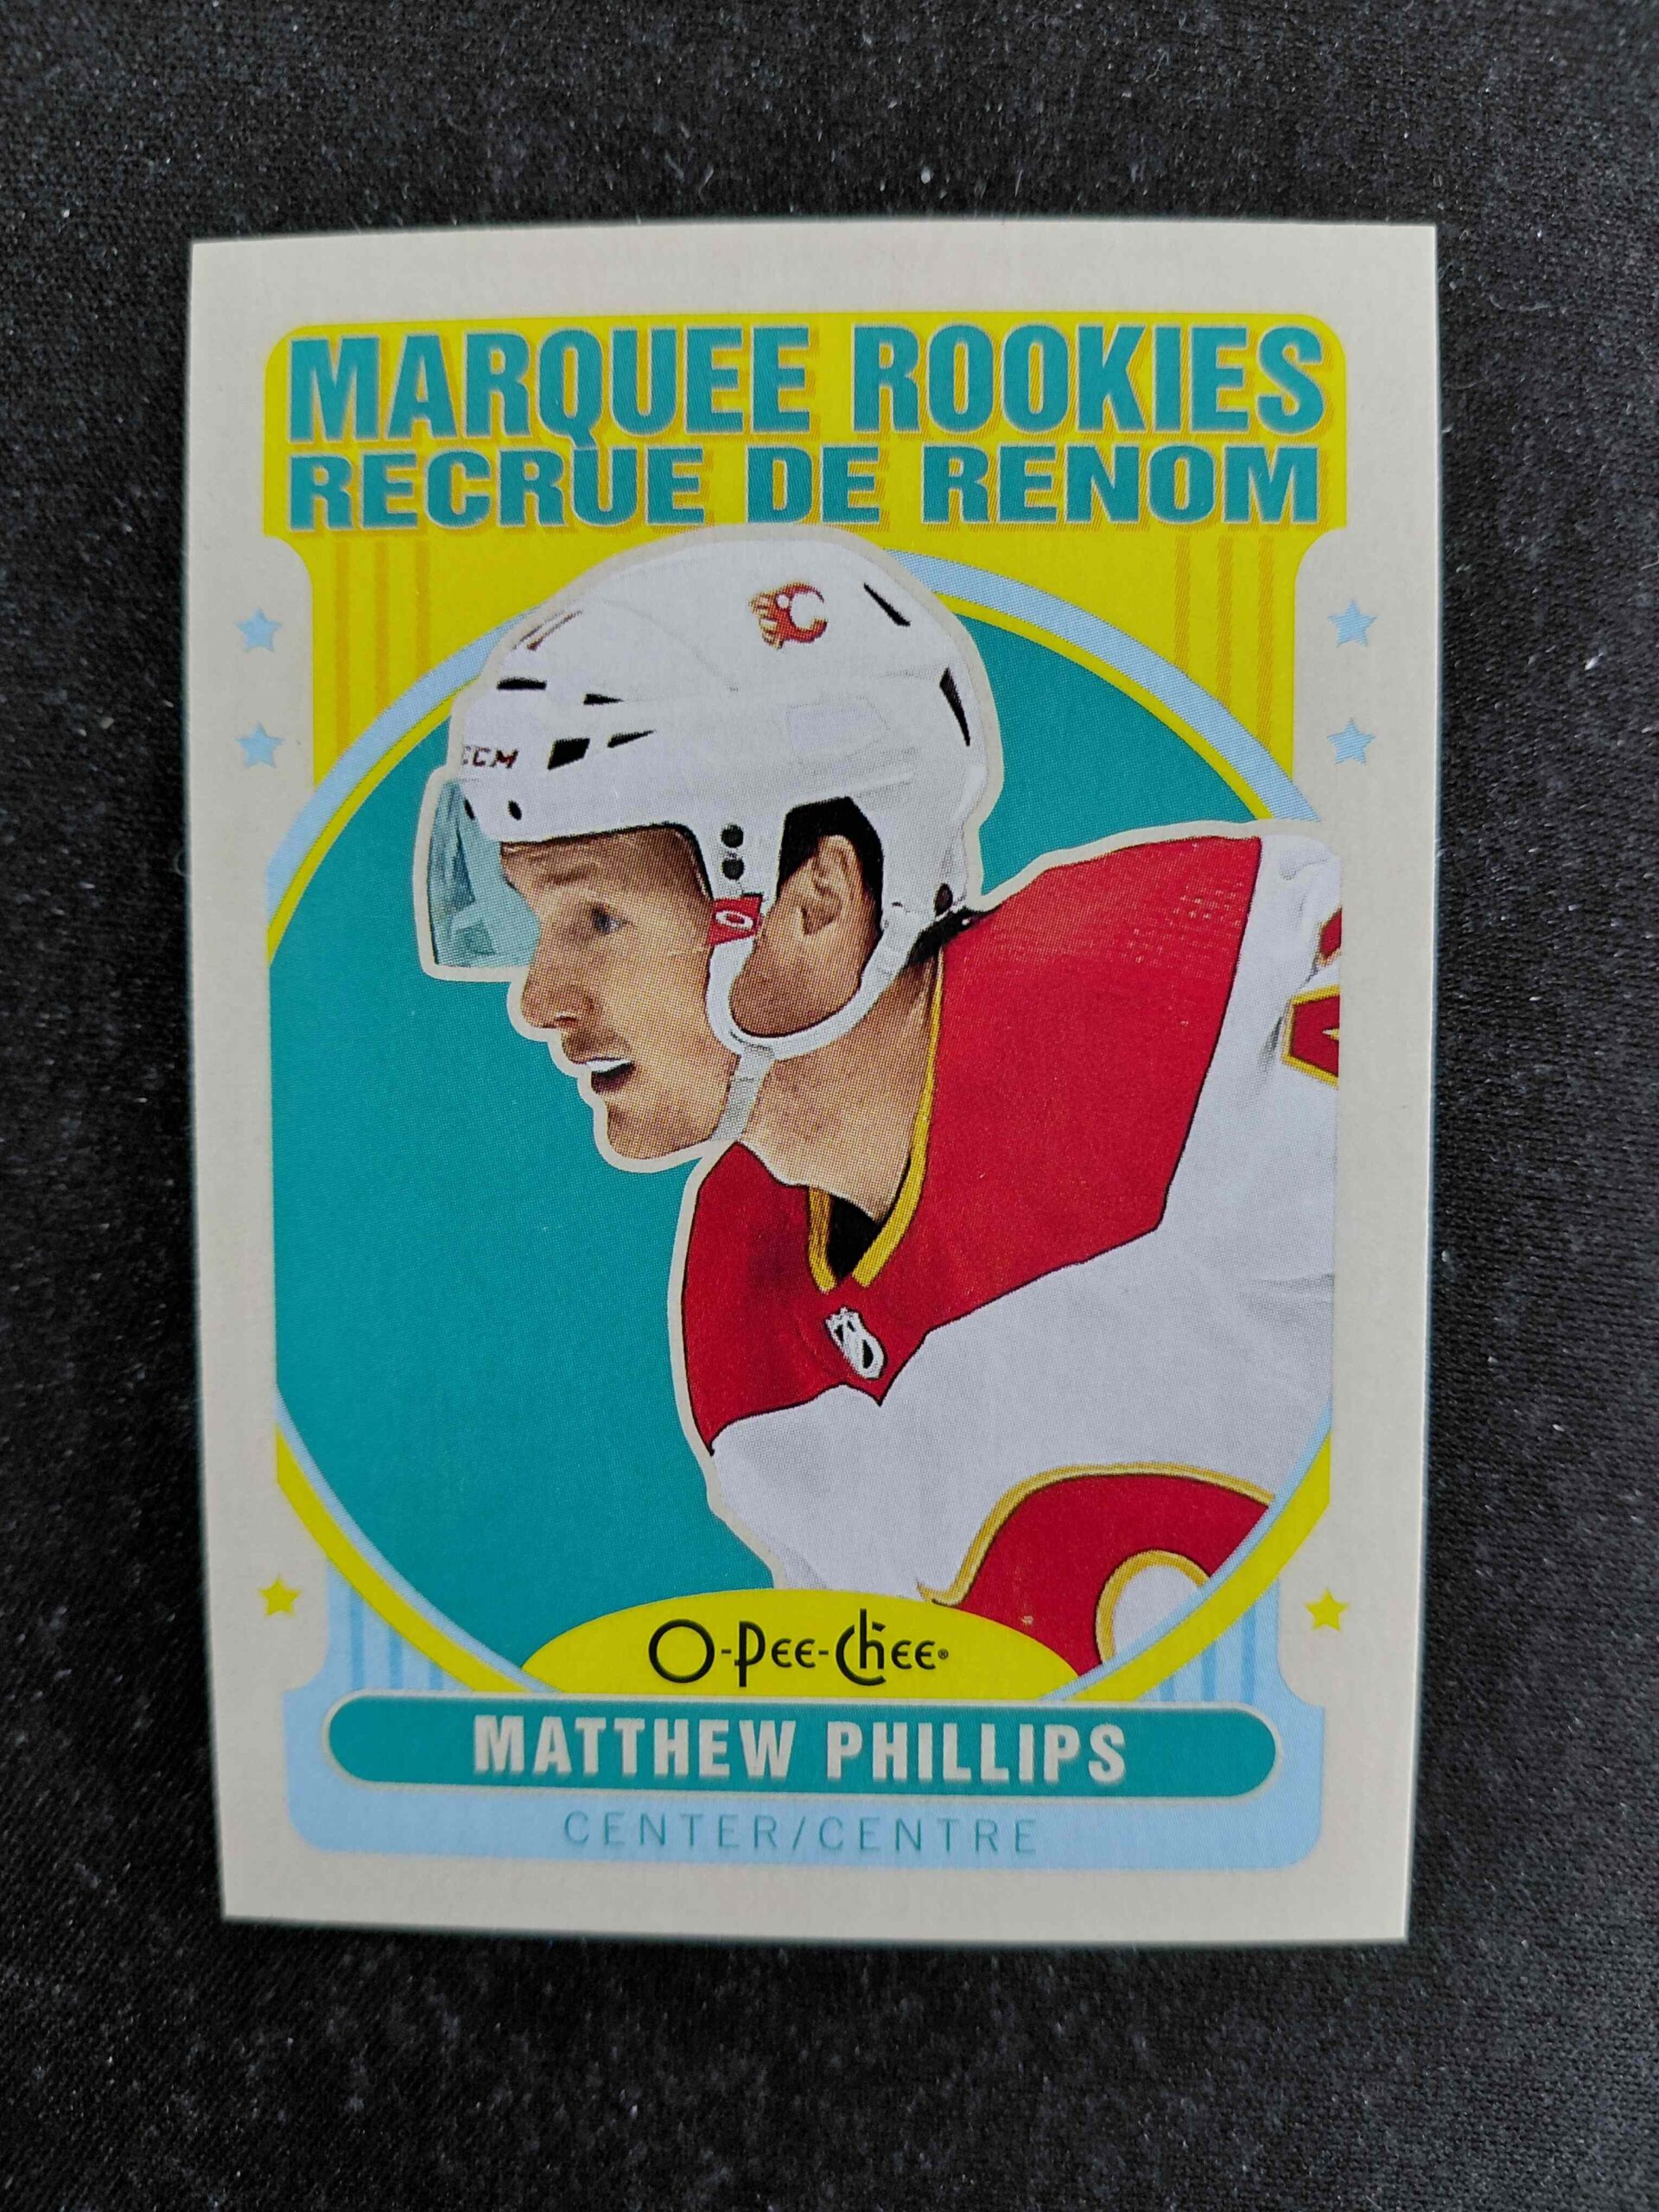 MARQUEE ROOKIES
RECRUE DE RENOM
CCM
O-Pee-Chee®
MATTHEW PHILLIPS
CENTER/CENTRE